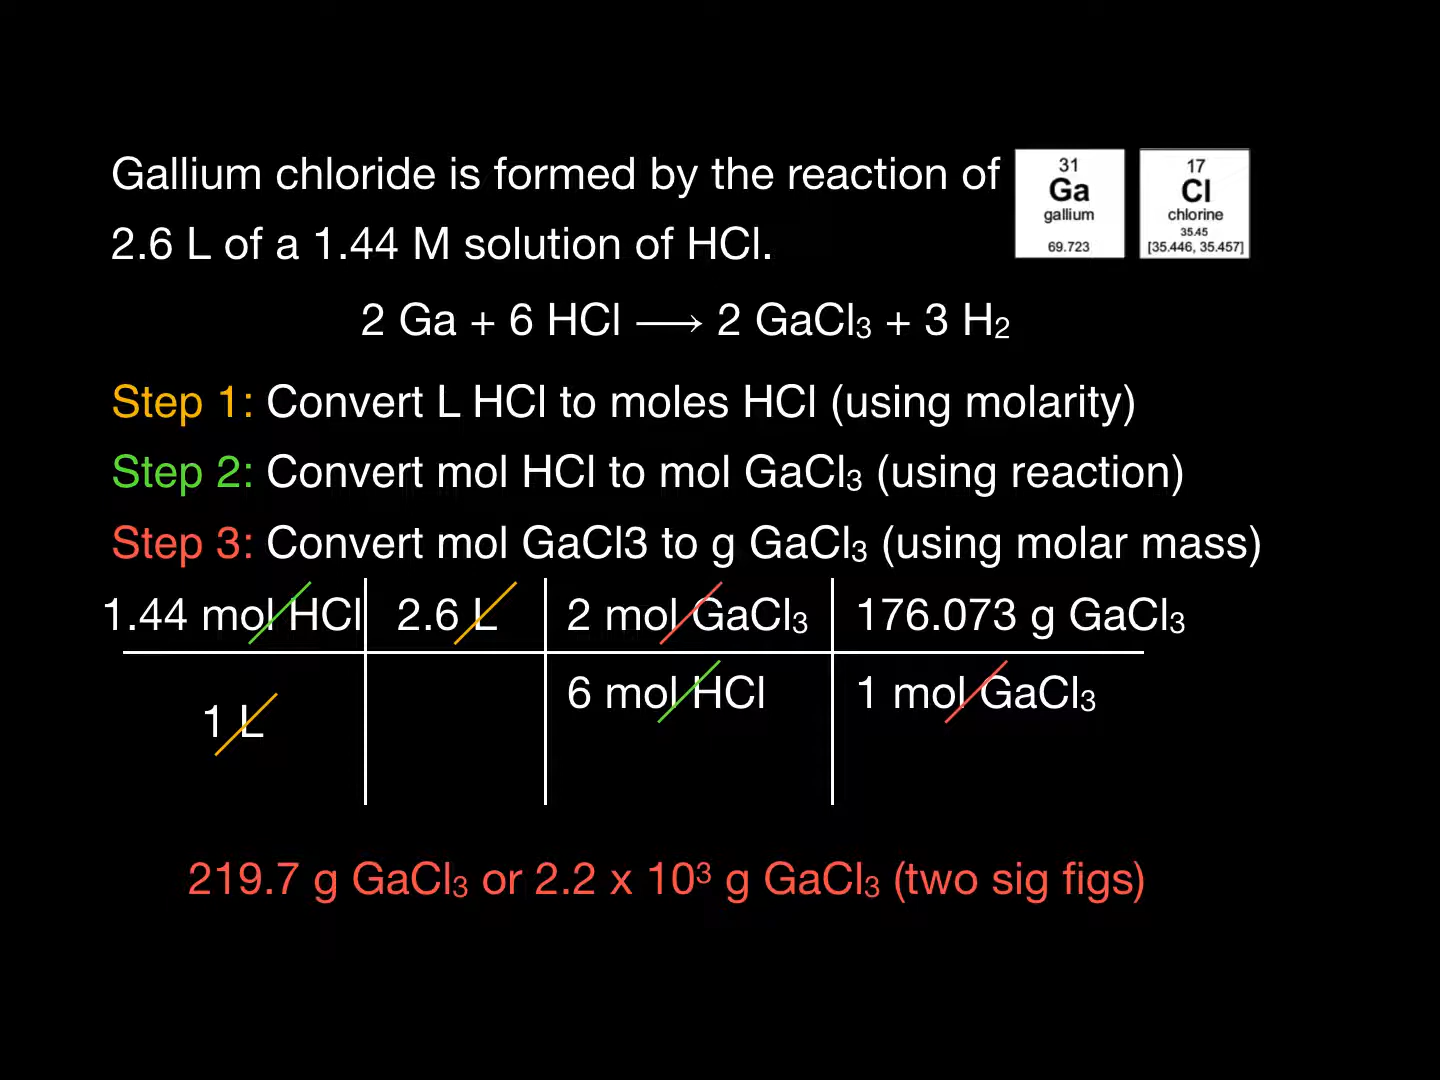 Gallium chloride is formed by the reaction of
2.6 L of a 1.44 M solution of HCl.
31
Ga
gallium
69.723
17
Cl
chlorine
35.45
[35.446, 35.457]
2 Ga + 6 HCl ⟶ 2 GaCl₃ + 3 H₂
Step 1: Convert L HCl to moles HCl (using molarity)
Step 2: Convert mol HCl to mol GaCl₃ (using reaction)
Step 3: Convert mol GaCl3 to g GaCl₃ (using molar mass)
1.44 mol HCl 2.6 L 2 mol GaCl₃ 176.073 g GaCl₃
1 L 6 mol HCl 1 mol GaCl₃
219.7 g GaCl₃ or 2.2 x 10³ g GaCl₃ (two sig figs)